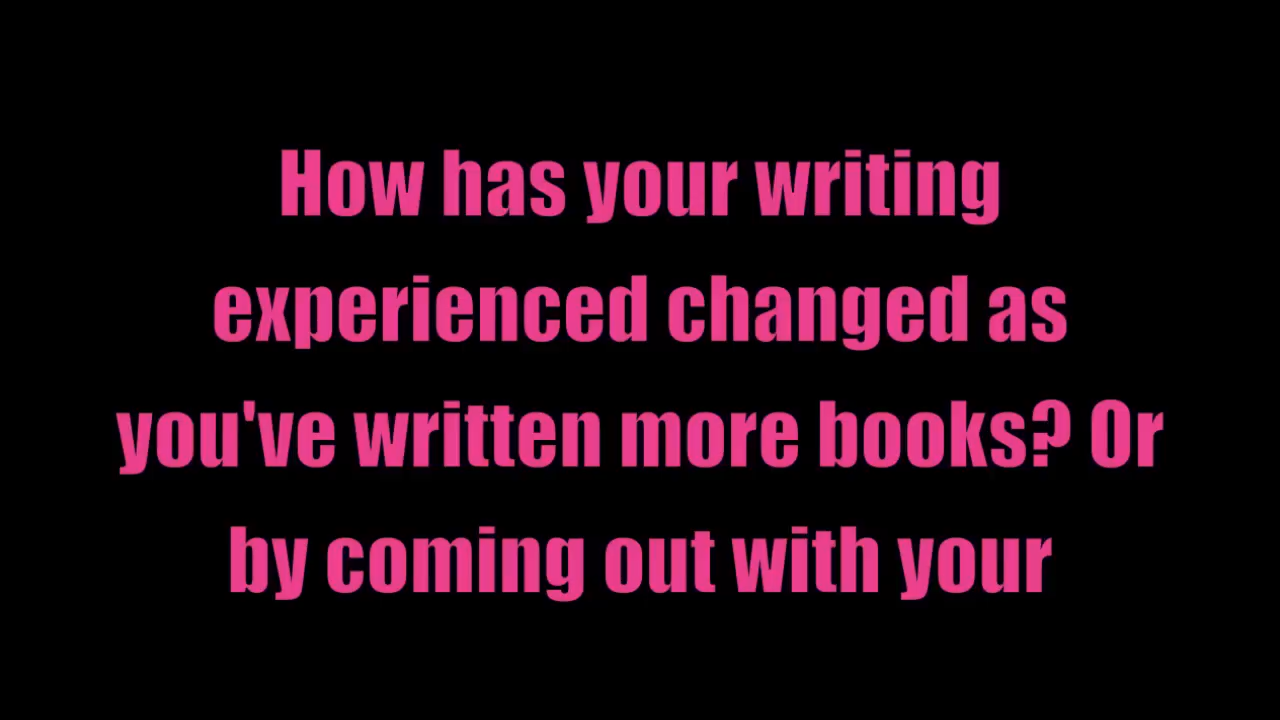 How has your writing
experienced changed as
you've written more books? Or
by coming out with your